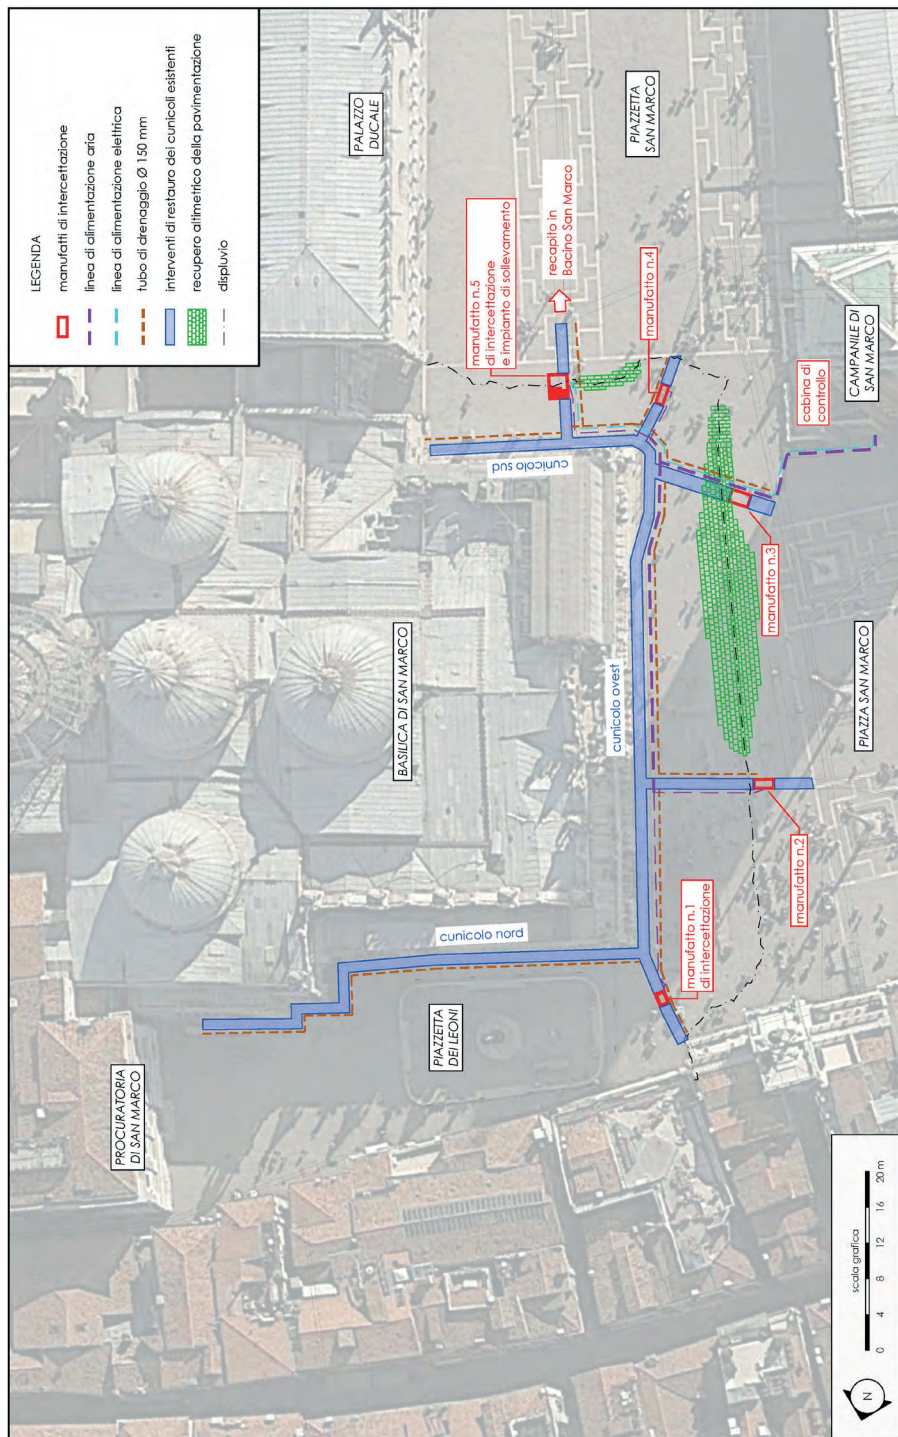 LEGENDA
manufatti di intercettazione
linea di alimentazione aria
linea di alimentazione elettrica
tubo di drenaggio Ø 150 mm
interventi di restauro dei cunicoli esistenti
recupero altimetrico della pavimentazione
displuvio
PROCURATORIA
DI SAN MARCO
BASILICA DI SAN MARCO
PALAZZO
DUCALE
PIAZZETTA
DEI LEONI
cunicolo nord
cunicolo sud
manufatto n.5
di intercettazione
e impianto di sollevamento
recapito in
Bacino San Marco
PIAZZETTA
SAN MARCO
cunicolo ovest
manufatto n.4
manufatto n.1
di intercettazione
manufatto n.2
manufatto n.3
cabina di
controllo
CAMPANILE DI
SAN MARCO
PIAZZA SAN MARCO
N
scala grafica
0 4 8 12 16 20 m